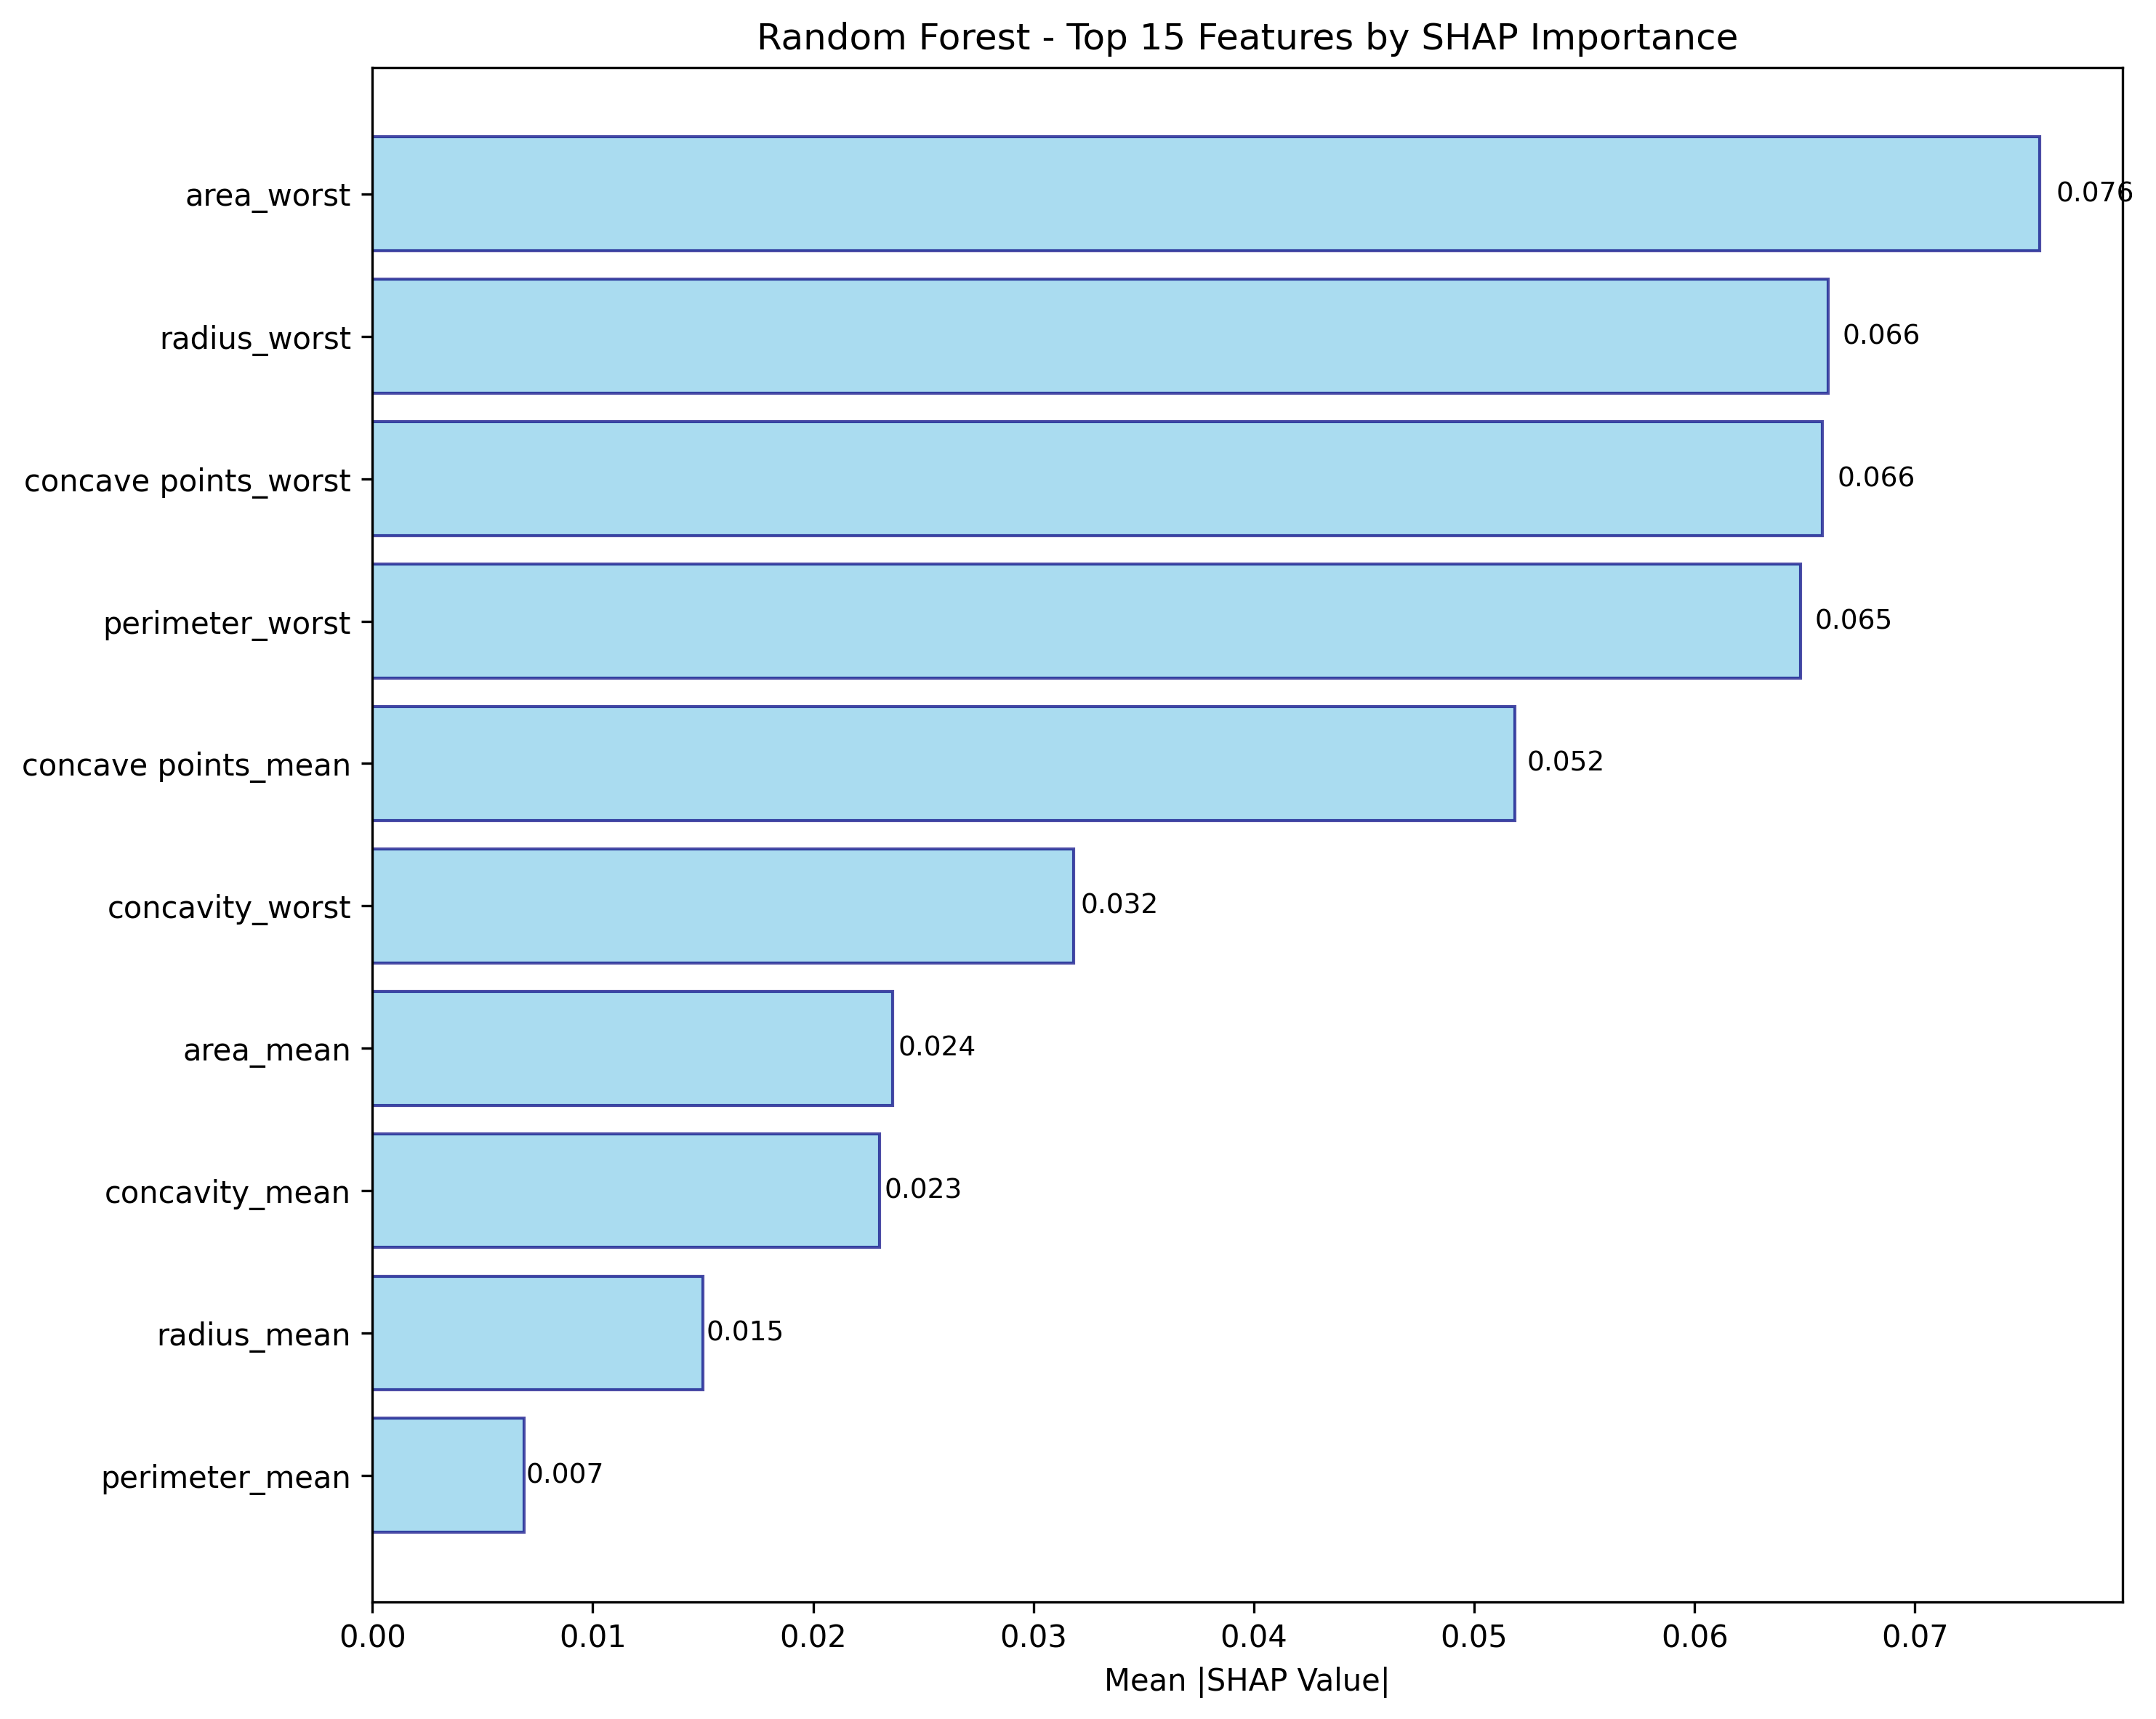 Random Forest - Top 15 Features by SHAP Importance
area_worst 0.076
radius_worst 0.066
concave points_worst 0.066
perimeter_worst 0.065
concave points_mean 0.052
concavity_worst 0.032
area_mean 0.024
concavity_mean 0.023
radius_mean 0.015
perimeter_mean 0.007
0.00 0.01 0.02 0.03 0.04 0.05 0.06 0.07
Mean |SHAP Value|